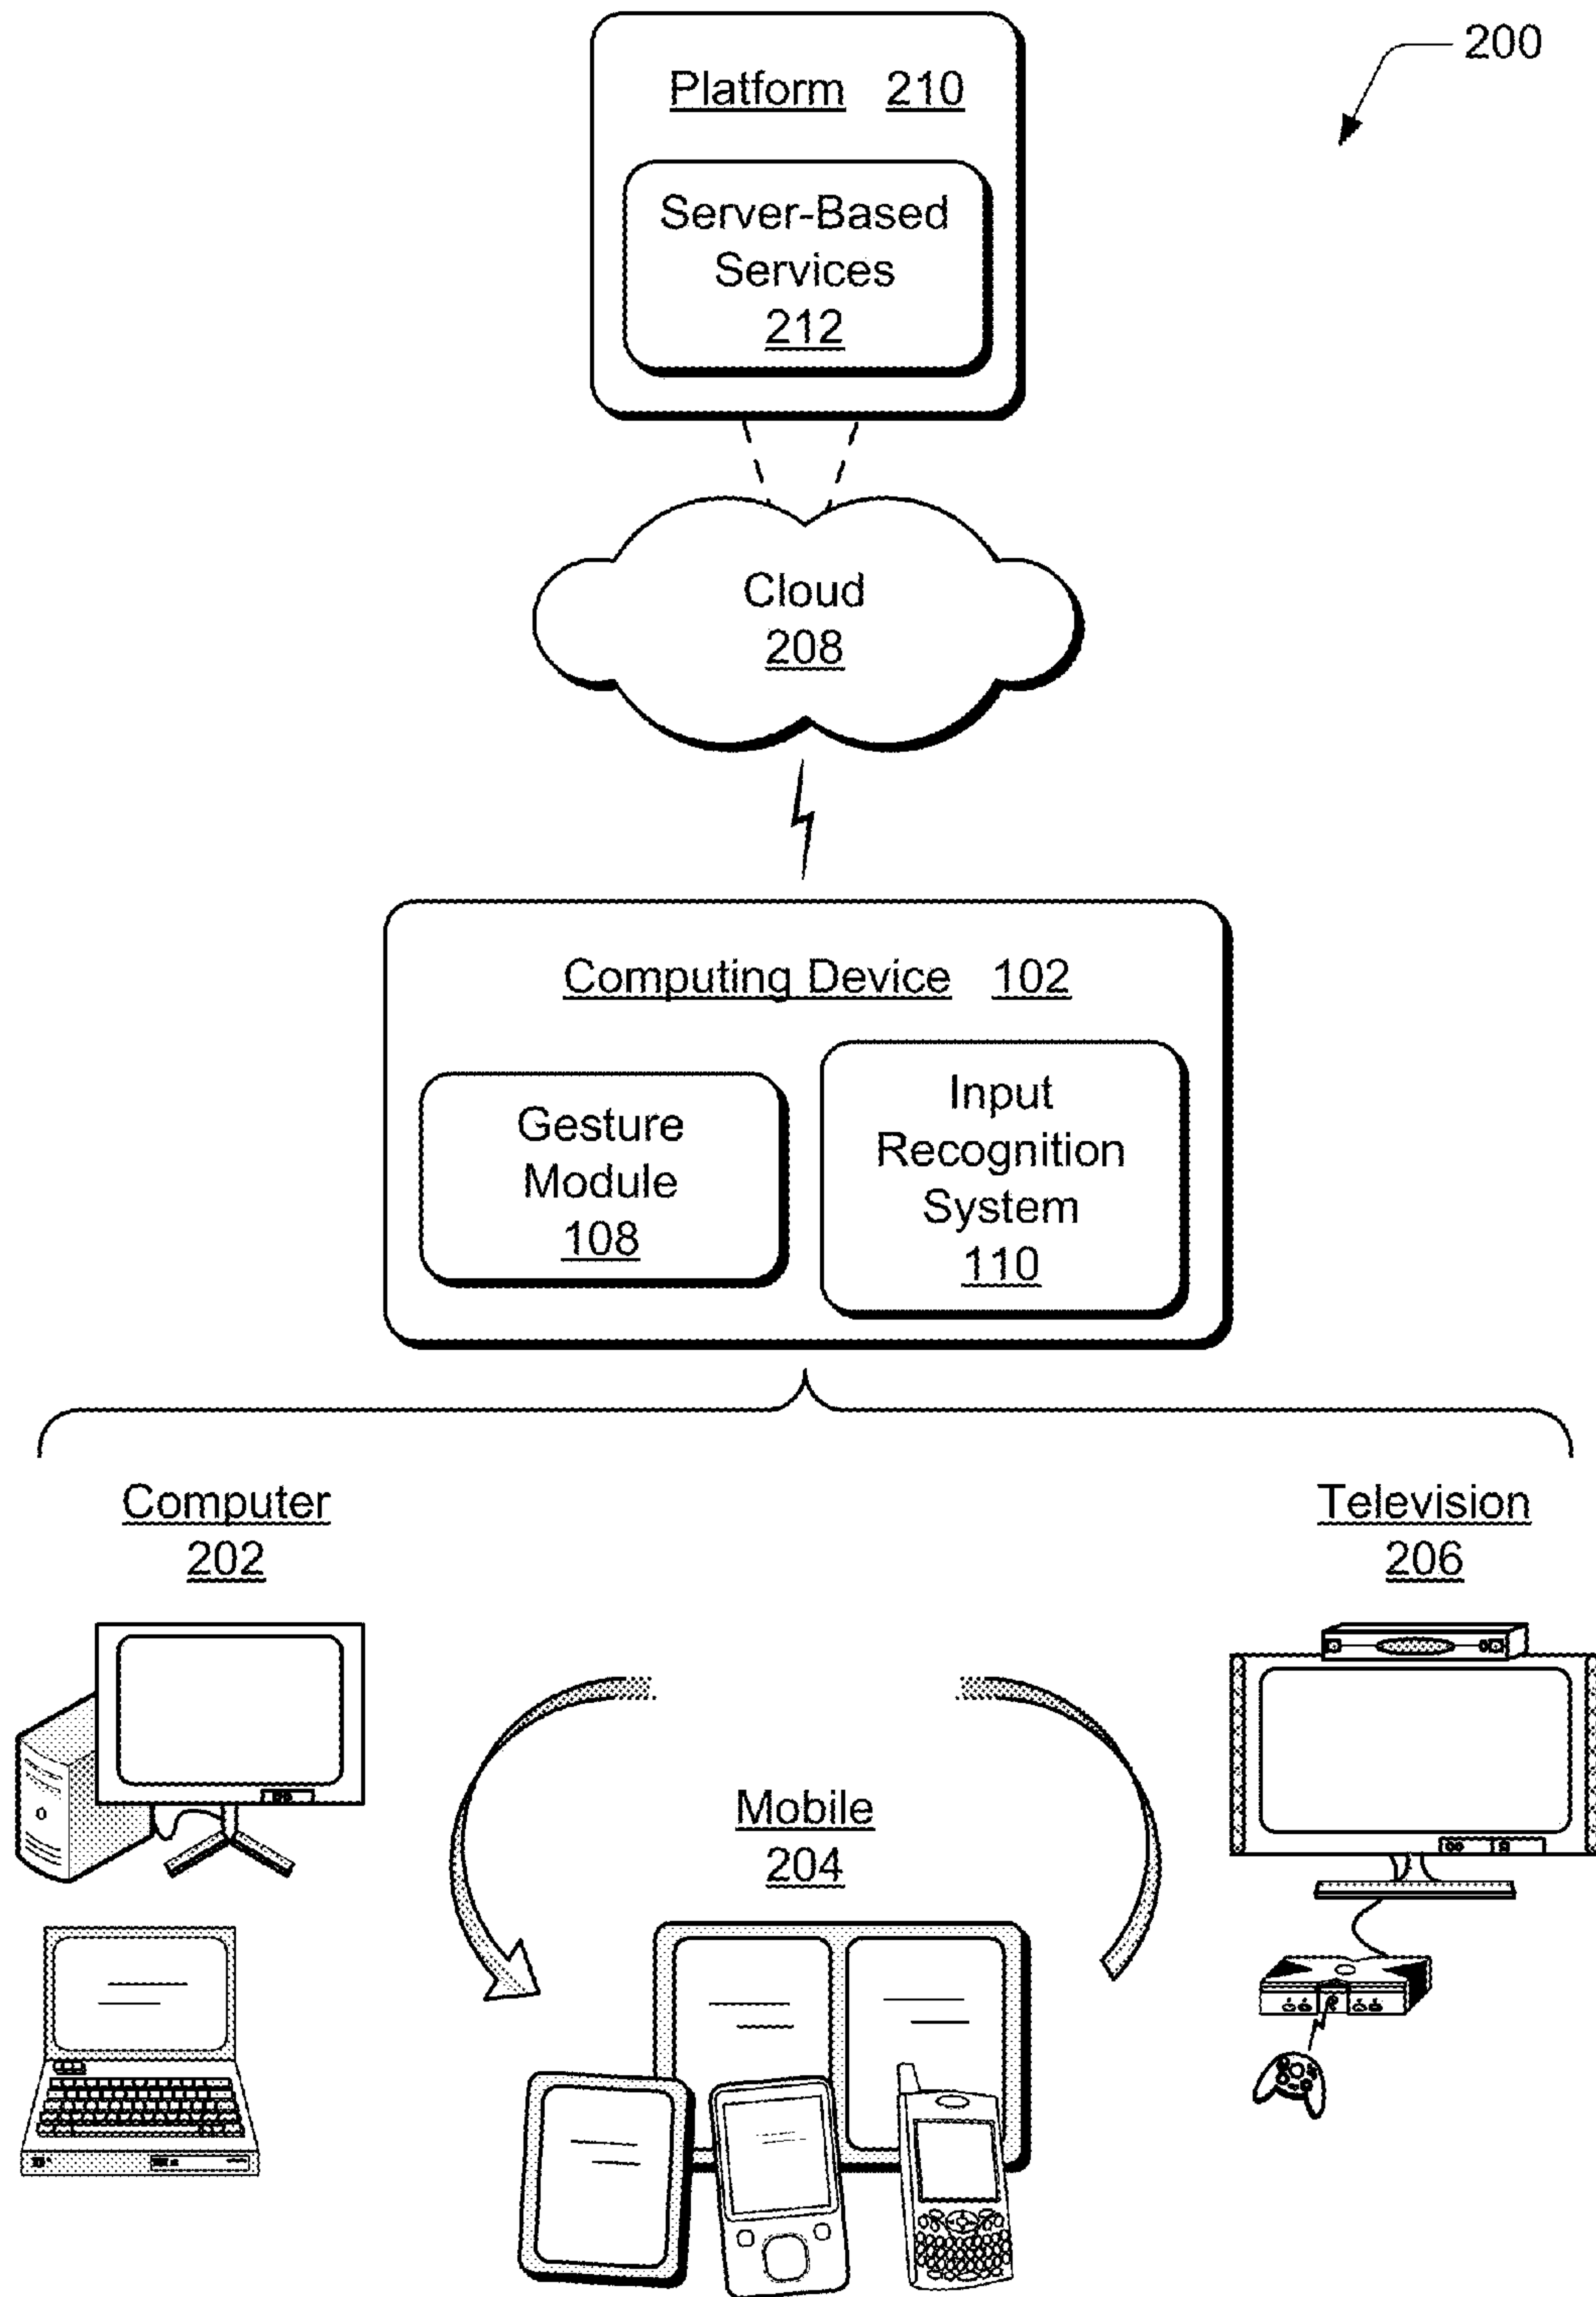 200
Platform 210
Server-Based
Services
212
Cloud
208
Computing Device 102
Gesture
Module
108
Input
Recognition
System
110
Computer
202
Television
206
Mobile
204